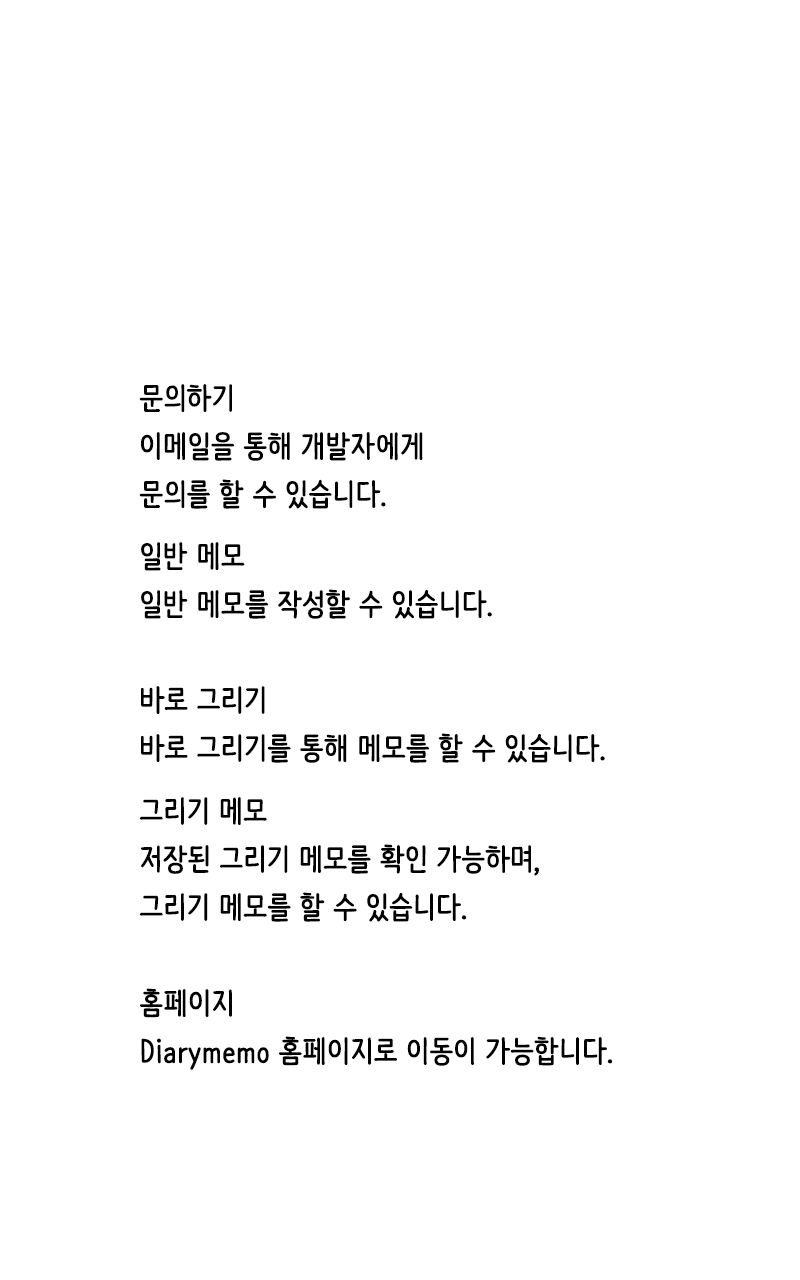 문의하기
이메일을 통해 개발자에게
문의를 할 수 있습니다.
일반 메모
일반 메모를 작성할 수 있습니다.
바로 그리기
바로 그리기를 통해 메모를 할 수 있습니다.
그리기 메모
저장된 그리기 메모를 확인 가능하며,
그리기 메모를 할 수 있습니다.
홈페이지
Diarymemo 홈페이지로 이동이 가능합니다.